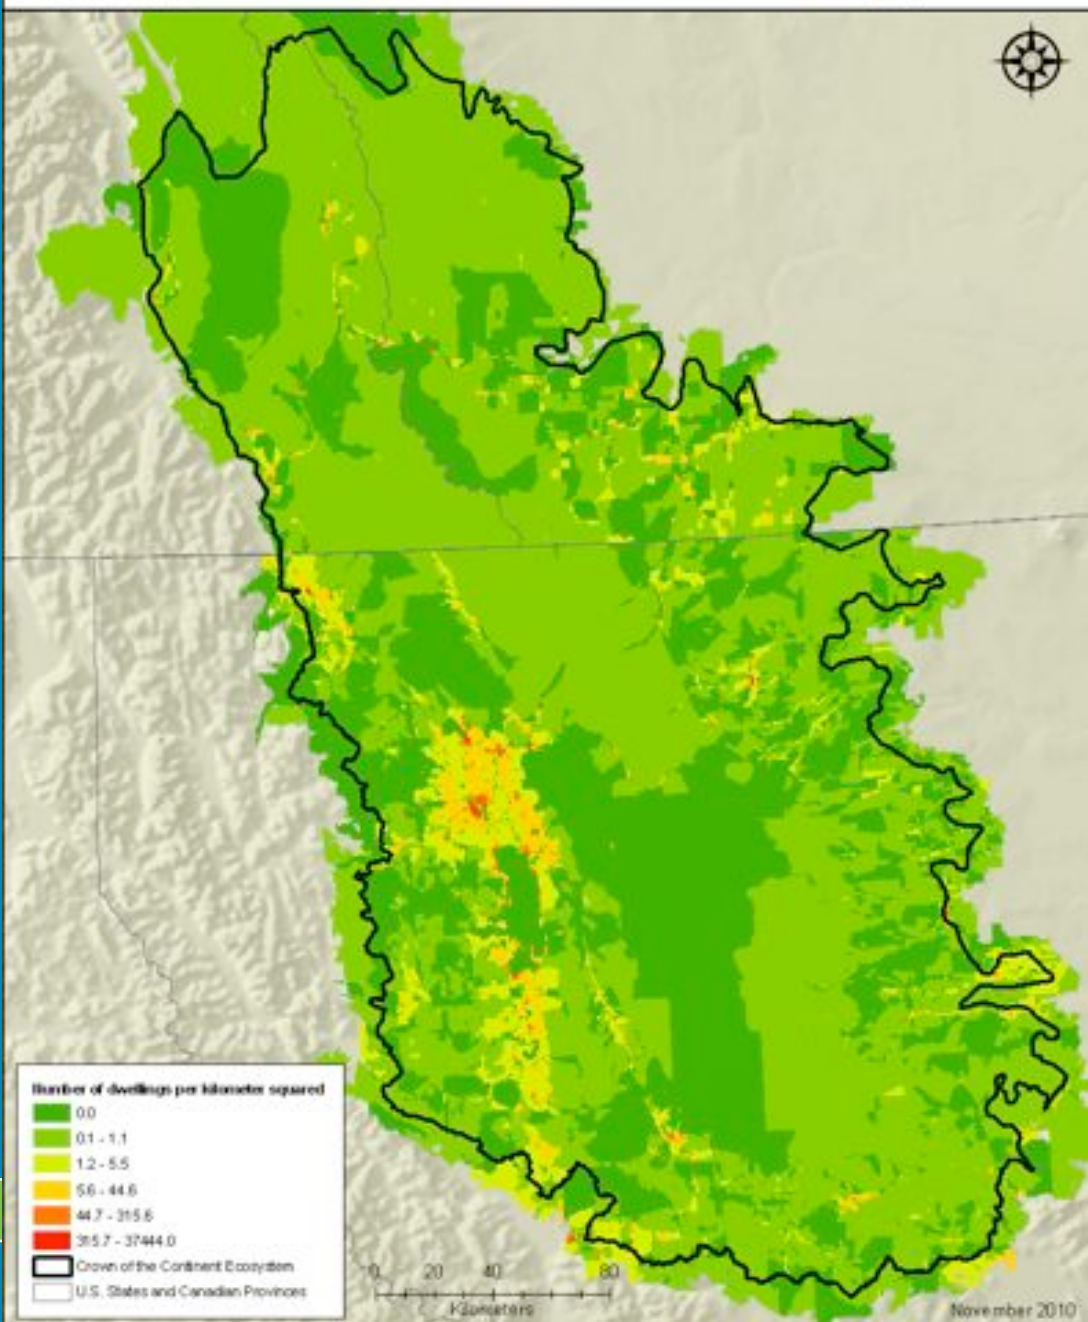 Number of dwellings per kilometer squared
0.0
0.1 - 1.1
1.2 - 5.5
5.6 - 44.6
44.7 - 315.6
315.7 - 37444.0
Crown of the Continent Ecosystem
U.S. States and Canadian Provinces
0 20 40 80
Kilometers
November 2010